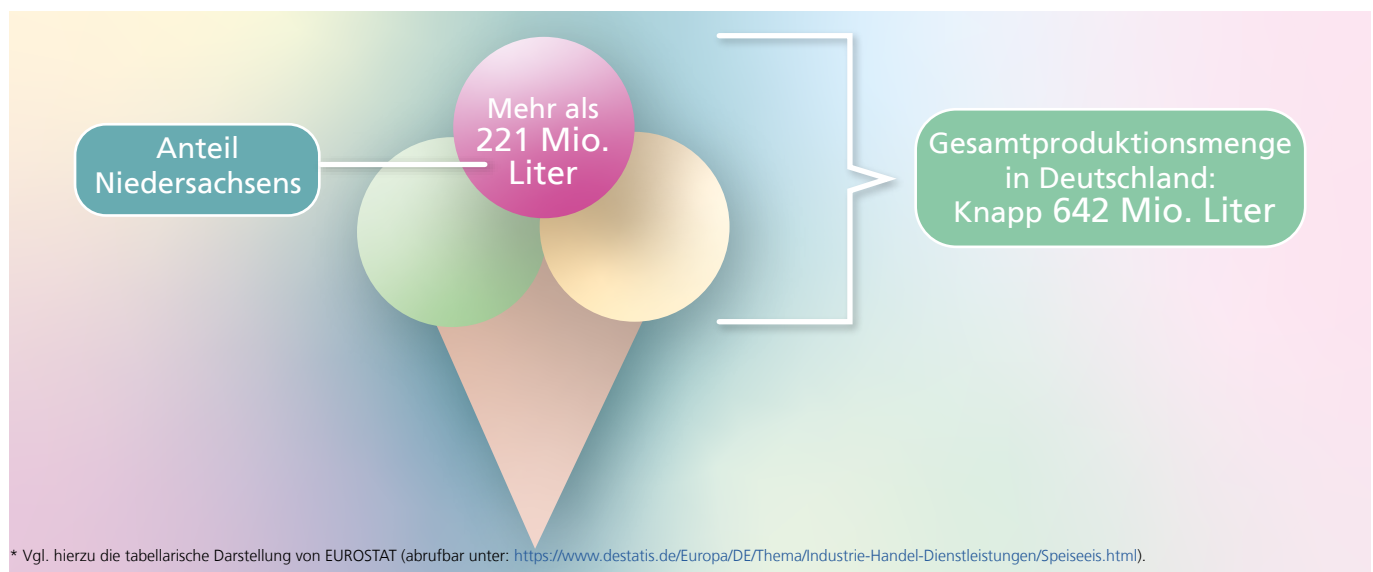 Anteil
Niedersachsens
Mehr als
221 Mio.
Liter
Gesamtproduktionsmenge
in Deutschland:
Knapp 642 Mio. Liter
* Vgl. hierzu die tabellarische Darstellung von EUROSTAT (abrufbar unter: https://www.destatis.de/Europa/DE/Thema/Industrie-Handel-Dienstleistungen/Speiseeis.html).